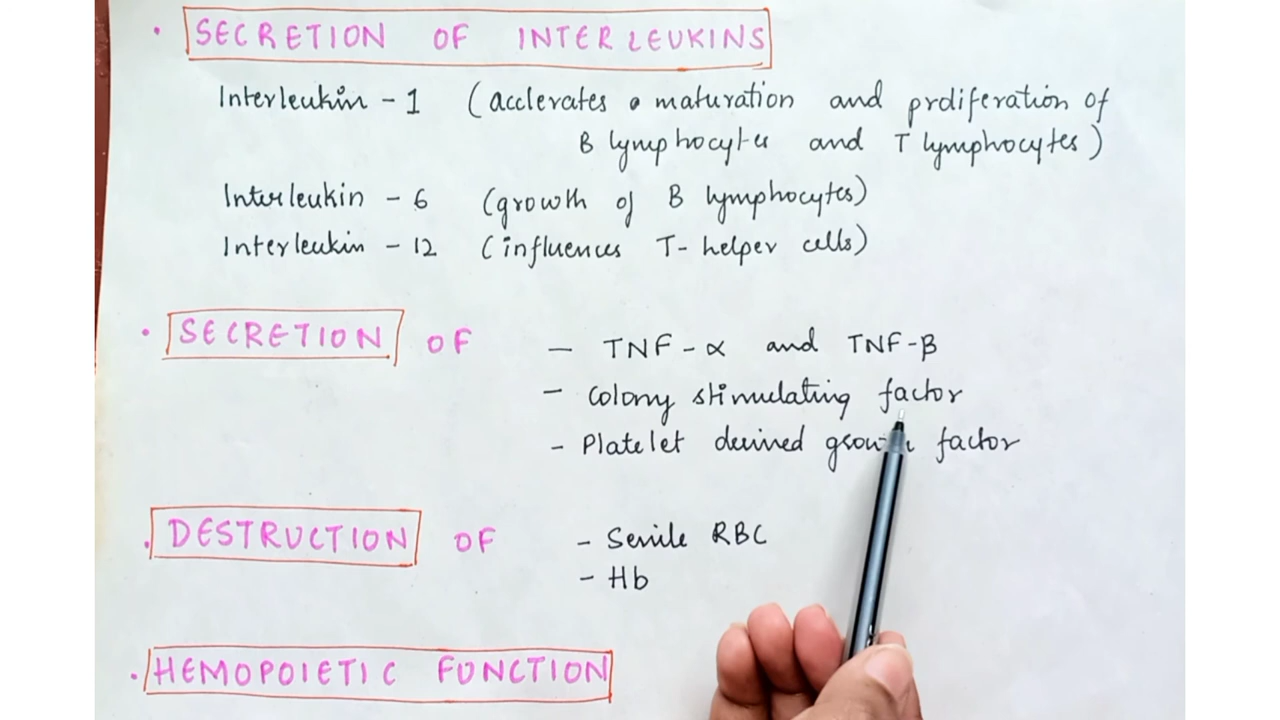 · SECRETION OF INTERLEUKINS
Interleukin - 1 (acclerates maturation and proliferation of
B lymphocytes and T lymphocytes)
Interleukin - 6 (growth of B lymphocytes)
Interleukin - 12 (influences T- helper cells)
· SECRETION OF - TNF - α and TNF-β
- Colony stimulating factor
- Platelet derived growth factor
· DESTRUCTION OF - Senile RBC
- Hb
· HEMOPOIETIC FUNCTION